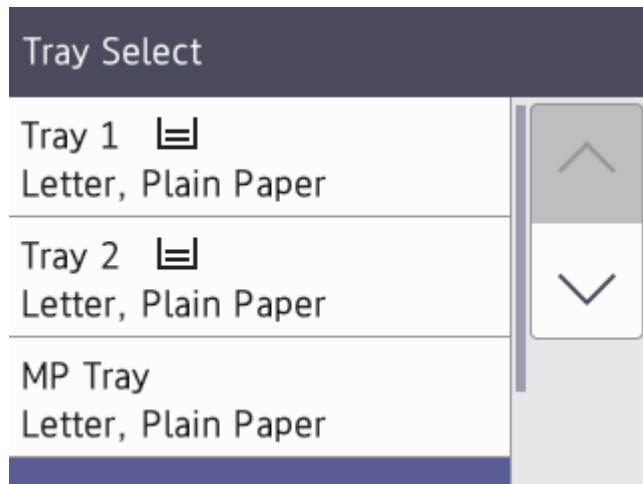 Tray Select
Tray 1
Letter, Plain Paper
Tray 2
Letter, Plain Paper
MP Tray
Letter, Plain Paper